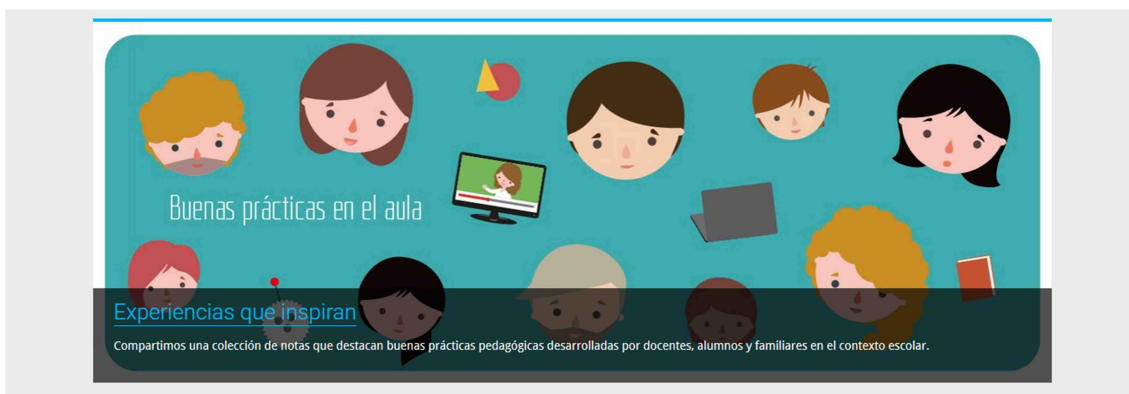 Buenas prácticas en el aula
Experiencias que inspiran
Compartimos una colección de notas que destacan buenas prácticas pedagógicas desarrolladas por docentes, alumnos y familiares en el contexto escolar.